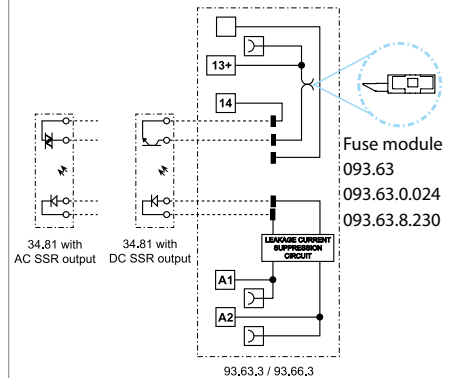 13+
14
Fuse module
093.63
093.63.0.024
093.63.8.230
34.81 with
AC SSR output
34.81 with
DC SSR output
LEAKAGE CURRENT
SUPPRESSION
CIRCUIT
A1
A2
93.63.3 / 93.66.3